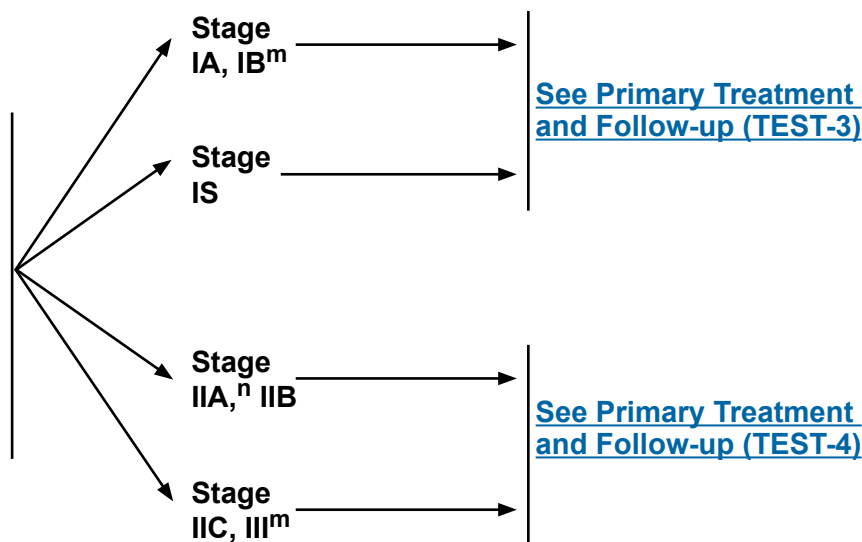 Stage
IA, IBm
See Primary Treatment
and Follow-up (TEST-3)
Stage
IS
Stage
IIA,n IIB
See Primary Treatment
and Follow-up (TEST-4)
Stage
IIC, IIIm